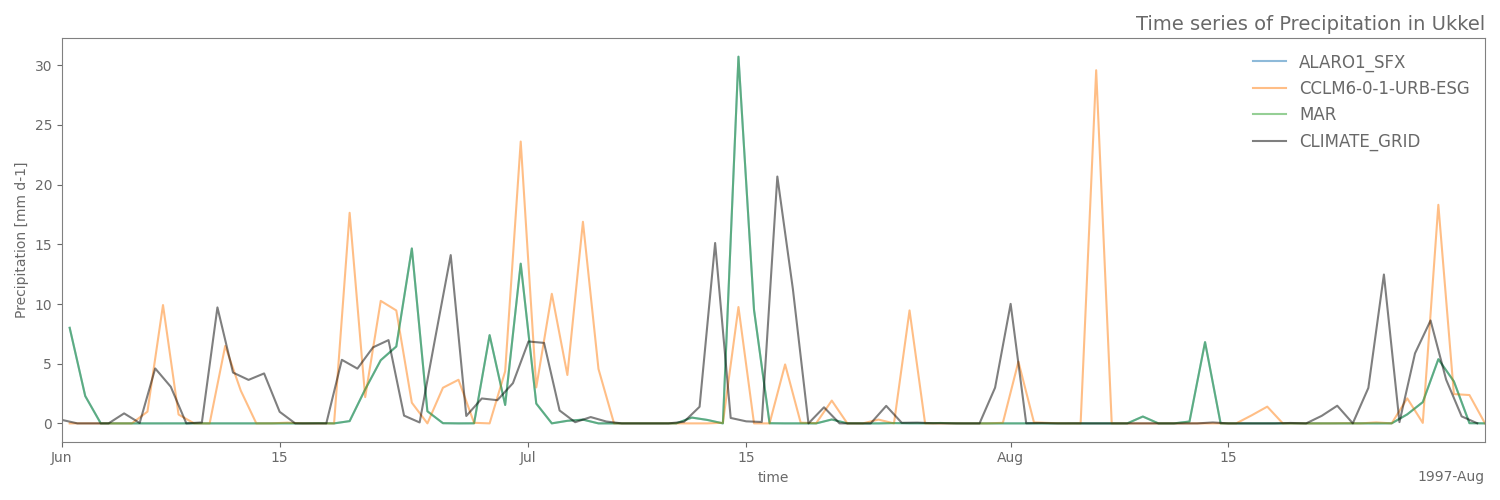 Time series of Precipitation in Ukkel
ALARO1_SFX
CCLM6-0-1-URB-ESG
MAR
CLIMATE_GRID
Precipitation [mm d-1]
30
25
20
15
10
5
0
Jun
15
Jul
15
Aug
15
time
1997-Aug